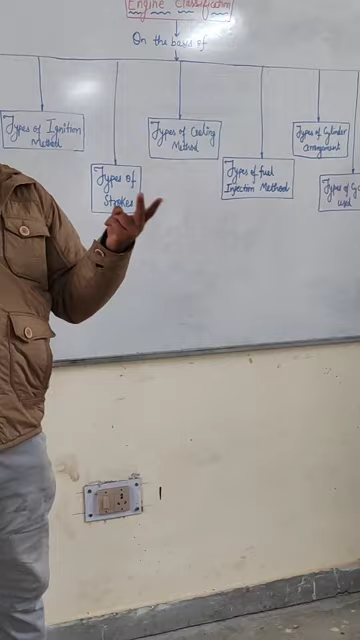 Engine Classification
On the basis of
Types of Ignition
Method
Types of
Strokes
Types of Cooling
Method
Types of fuel
Injection Method
Types of Cylinder
arrangement
Types of
used